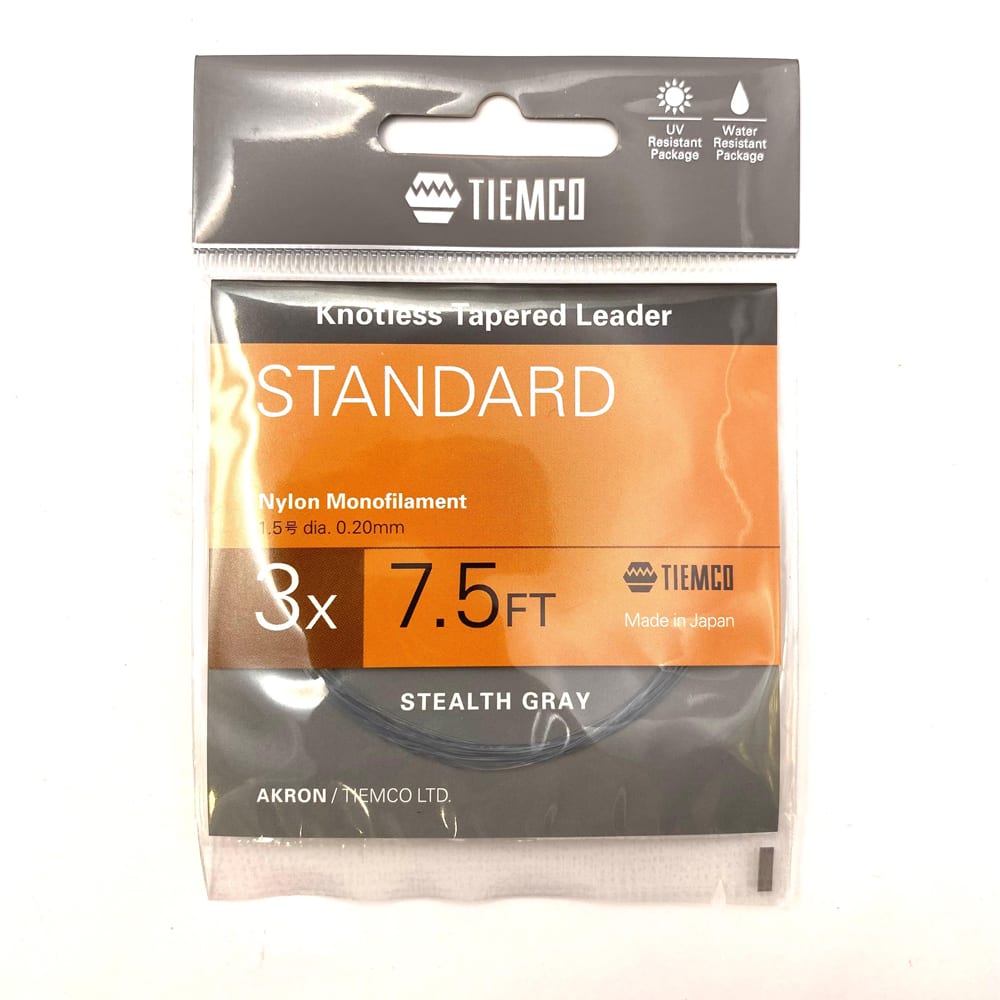 UV
Resistant
Package
Water
Resistant
Package
TIEMCO
Knotless Tapered Leader
STANDARD
Nylon Monofilament
1.5号 dia. 0.20mm
3X 7.5FT
TIEMCO
Made in Japan
STEALTH GRAY
AKRON / TIEMCO LTD.